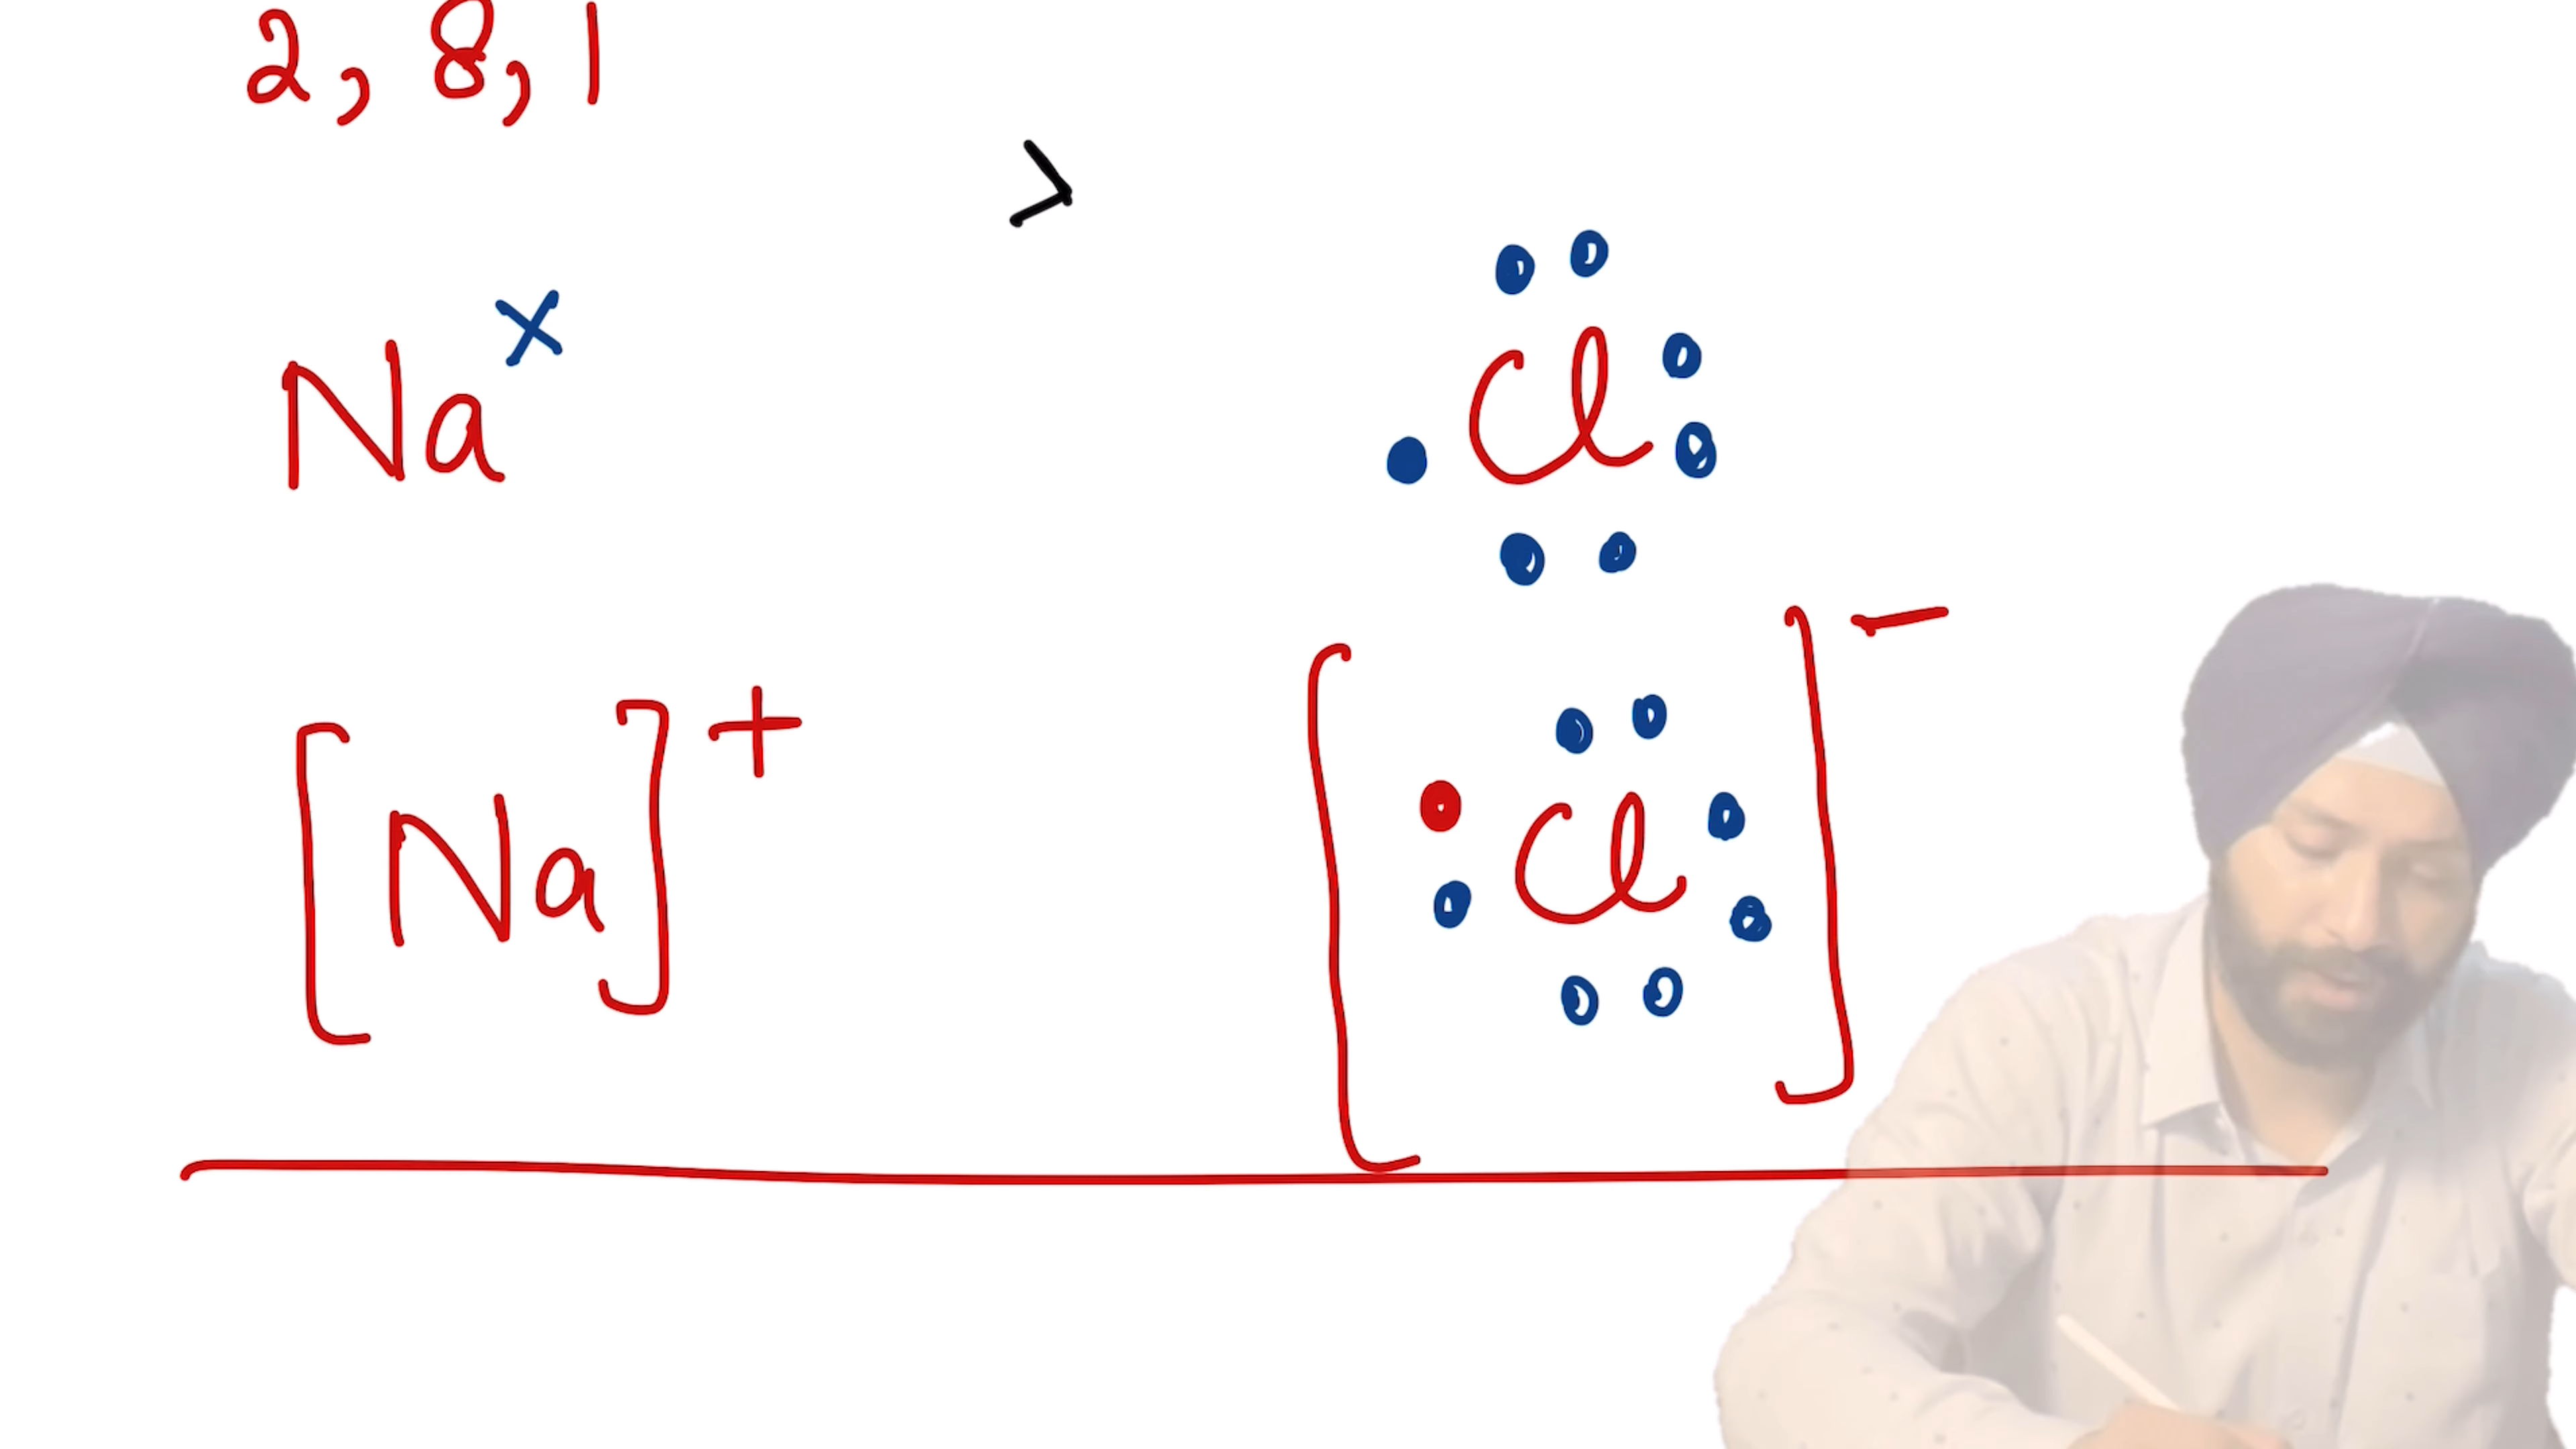 2, 8, 1
>
Na x
Cl
[Na]+
[Cl]−